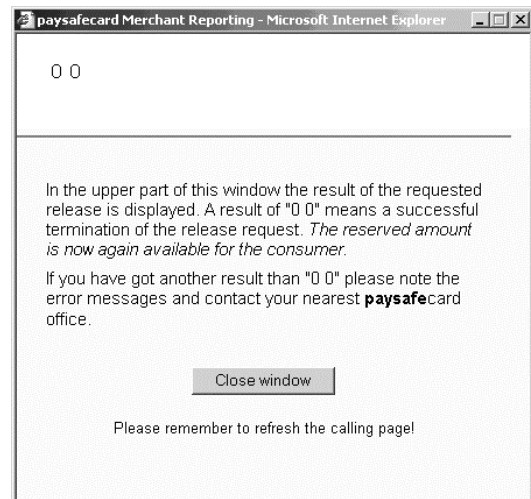 paysafecard Merchant Reporting - Microsoft Internet Explorer
0 0
In the upper part of this window the result of the requested
release is displayed. A result of "0 0" means a successful
termination of the release request. The reserved amount
is now again available for the consumer.
If you have got another result than "0 0" please note the
error messages and contact your nearest paysafecard
office.
Close window
Please remember to refresh the calling page!